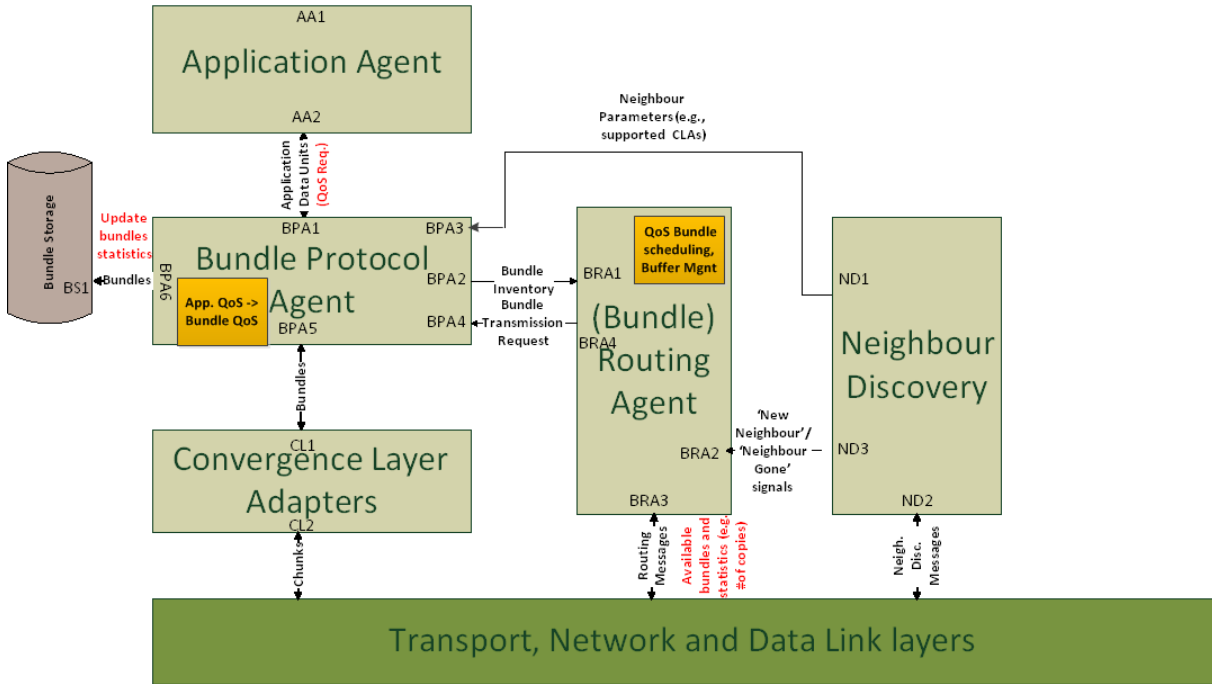 AA1
Application Agent
AA2
Neighbour
Parameters (e.g.,
supported CLAs)
Application
Data Units
(QoS Req.)
Bundle Storage
BS1
Update
bundles
statistics
Bundles
BPA6
BPA1
BPA3
Bundle Protocol
Agent
BPA2
BPA4
BPA5
App. QoS ->
Bundle QoS
Bundle
Inventory
Bundle
Transmission
Request
QoS Bundle
scheduling,
Buffer Mgnt
BRA1
(Bundle)
BRA4
Routing
Agent
BRA2
BRA3
ND1
Neighbour
Discovery
ND3
ND2
'New
Neighbour'/
'Neighbour
Gone'
signals
Bundles
CL1
Convergence Layer
Adapters
CL2
Chunks
Routing
Messages
Available
bundles and
statistics (e.g.
#of copies)
Neigh.
Disc.
Messages
Transport, Network and Data Link layers